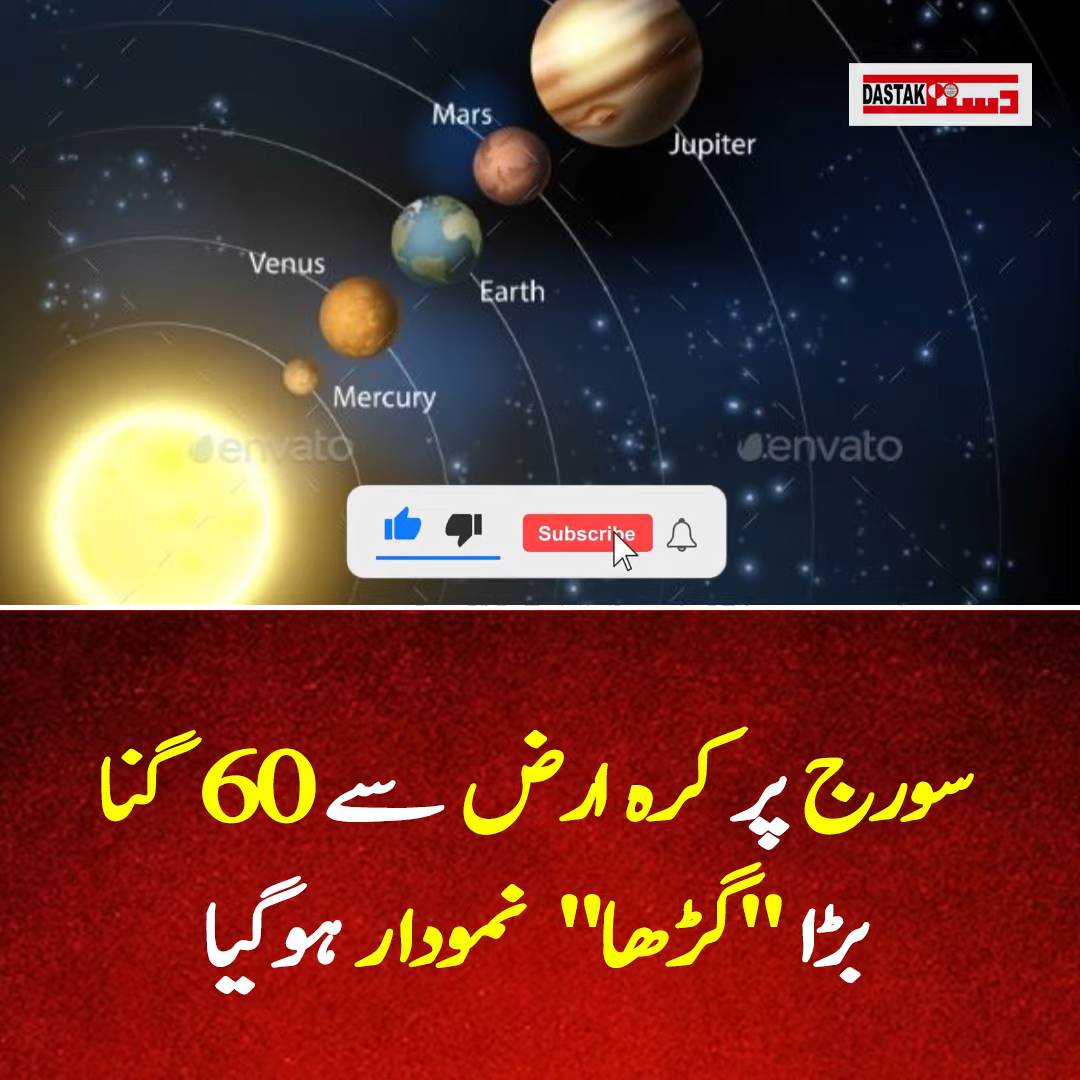 Mars
DASTAK دستک
Jupiter
Venus
Earth
Mercury
envato
envato
Subscribe
سورج پر کرہ ارض سے 60 گنا
بڑا "گڑھا" نمودار ہوگیا